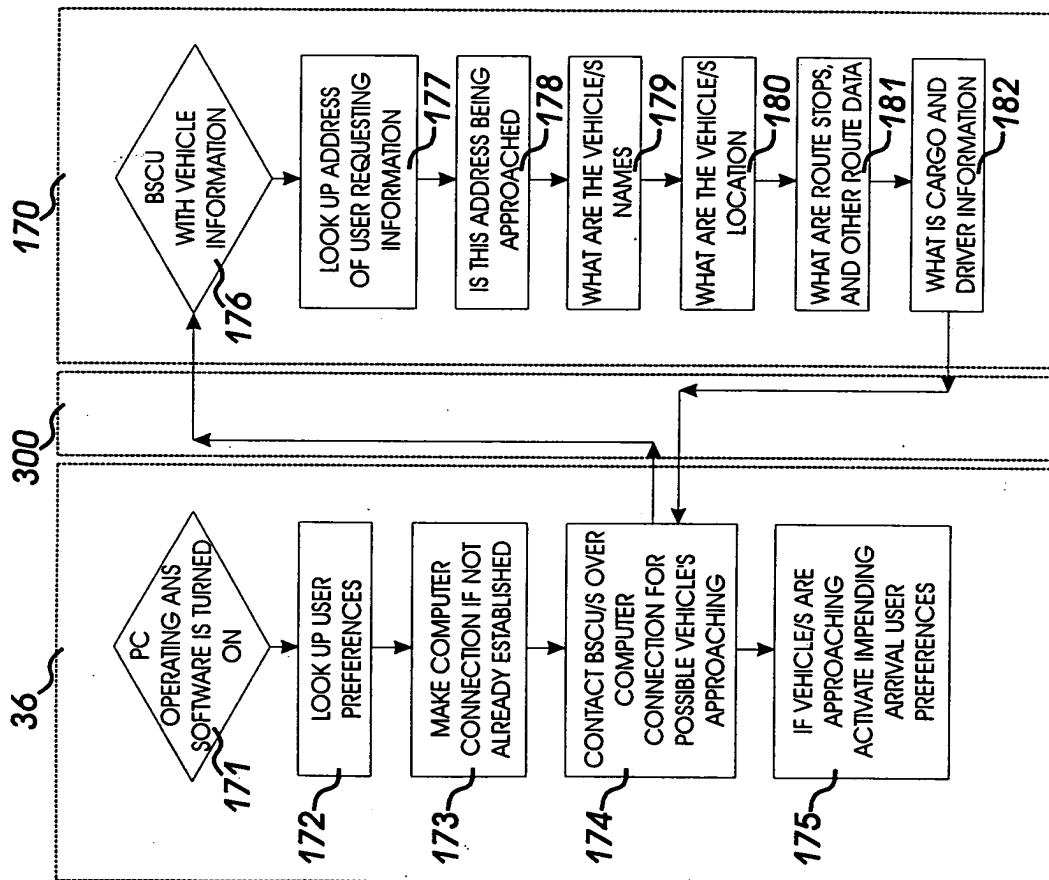 36
300
170
PC
OPERATING ANS
SOFTWARE IS TURNED
ON
171
LOOK UP USER
PREFERENCES
172
MAKE COMPUTER
CONNECTION IF NOT
ALREADY ESTABLISHED
173
CONTACT BSCU/S OVER
COMPUTER
CONNECTION FOR
POSSIBLE VEHICLE'S
APPROACHING
174
IF VEHICLE/S ARE
APPROACHING
ACTIVATE IMPENDING
ARRIVAL USER
PREFERENCES
175
BSCU
WITH VEHICLE
INFORMATION
176
LOOK UP ADDRESS
OF USER REQUESTING
INFORMATION
177
IS THIS ADDRESS BEING
APPROACHED
178
WHAT ARE THE VEHICLE/S
NAMES
179
WHAT ARE THE VEHICLE/S
LOCATION
180
WHAT ARE ROUTE STOPS,
AND OTHER ROUTE DATA
181
WHAT IS CARGO AND
DRIVER INFORMATION
182